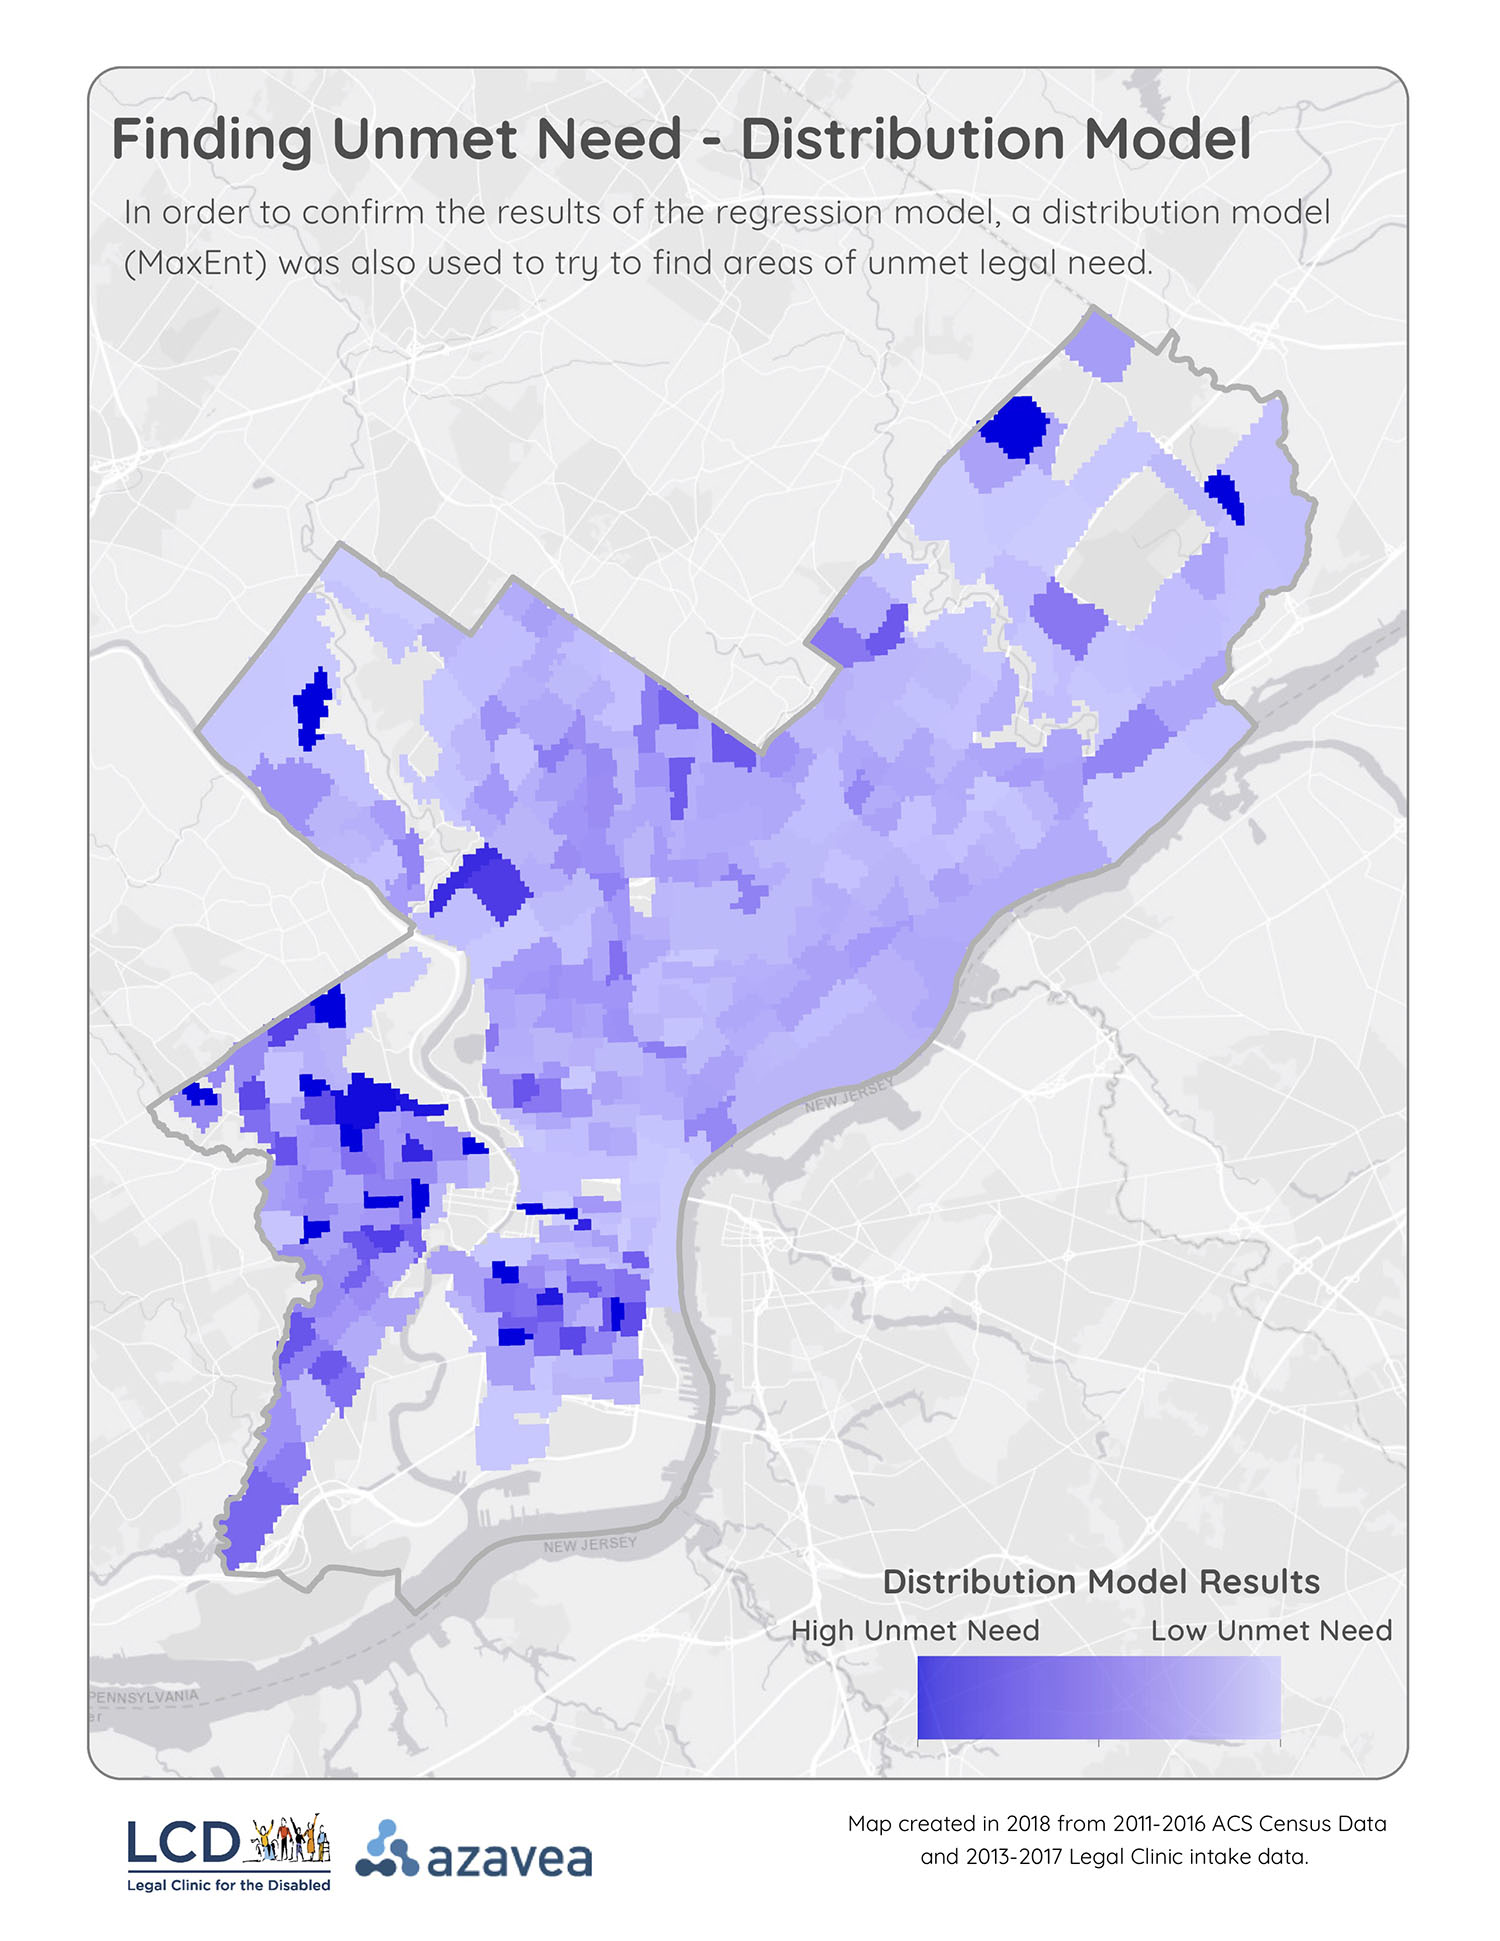 Finding Unmet Need - Distribution Model
In order to confirm the results of the regression model, a distribution model
(MaxEnt) was also used to try to find areas of unmet legal need.
NEW JERSEY
NEW JERSEY
Distribution Model Results
High Unmet Need Low Unmet Need
PENNSYLVANIA
er
LCD
Legal Clinic for the Disabled
azavea
Map created in 2018 from 2011-2016 ACS Census Data
and 2013-2017 Legal Clinic intake data.